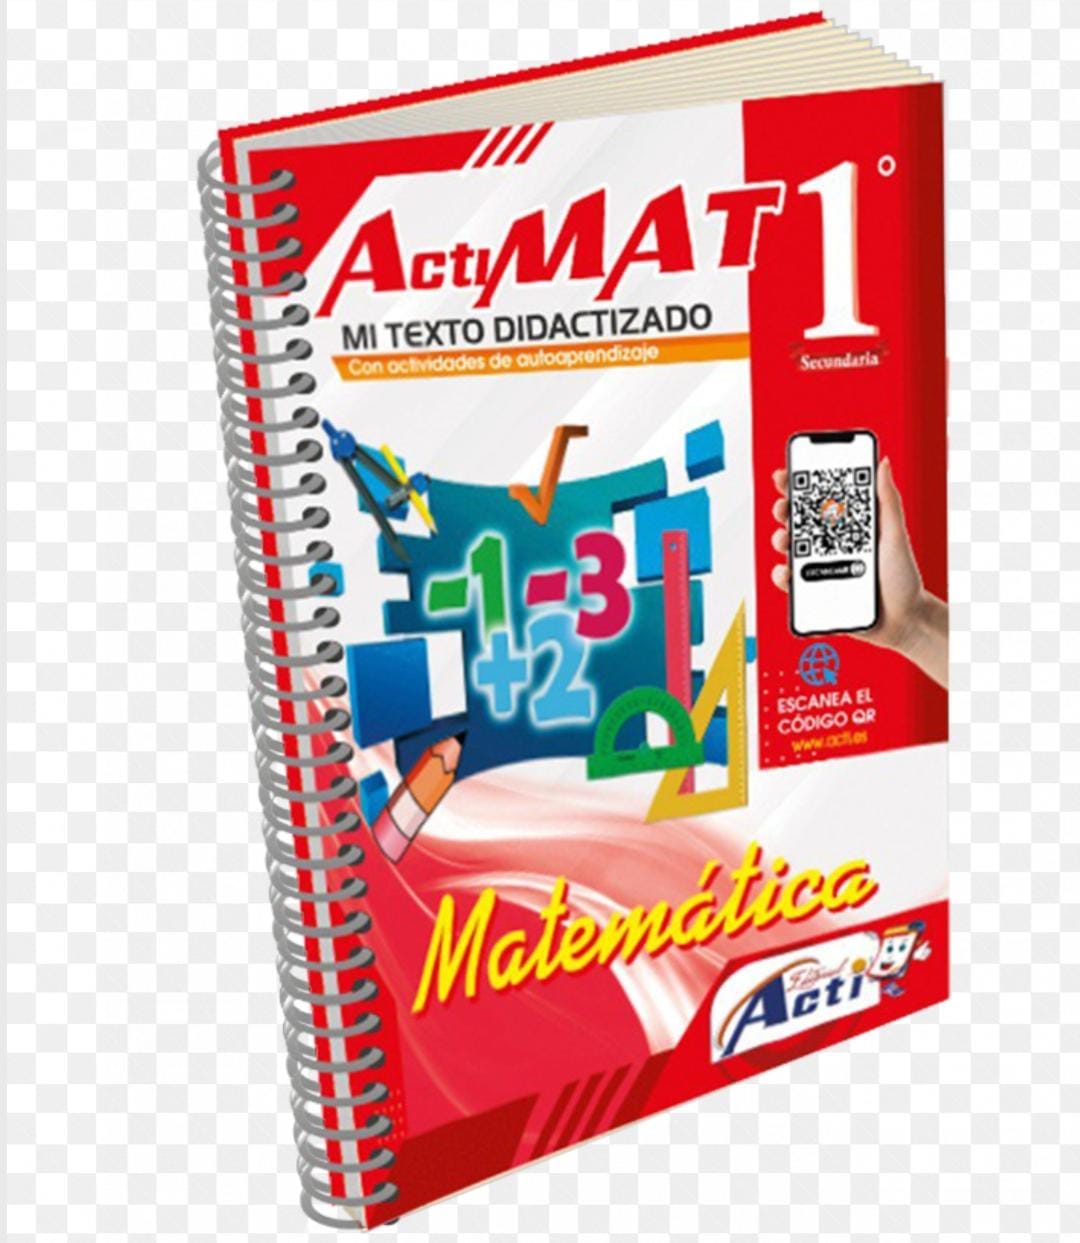 ActiMAT 1°
MI TEXTO DIDACTIZADO
Con actividades de autoaprendizaje
Secundaria
-1 -3
+2
ESCANEA EL
CÓDIGO QR
www.acti.es
Matemática
Editorial
Acti